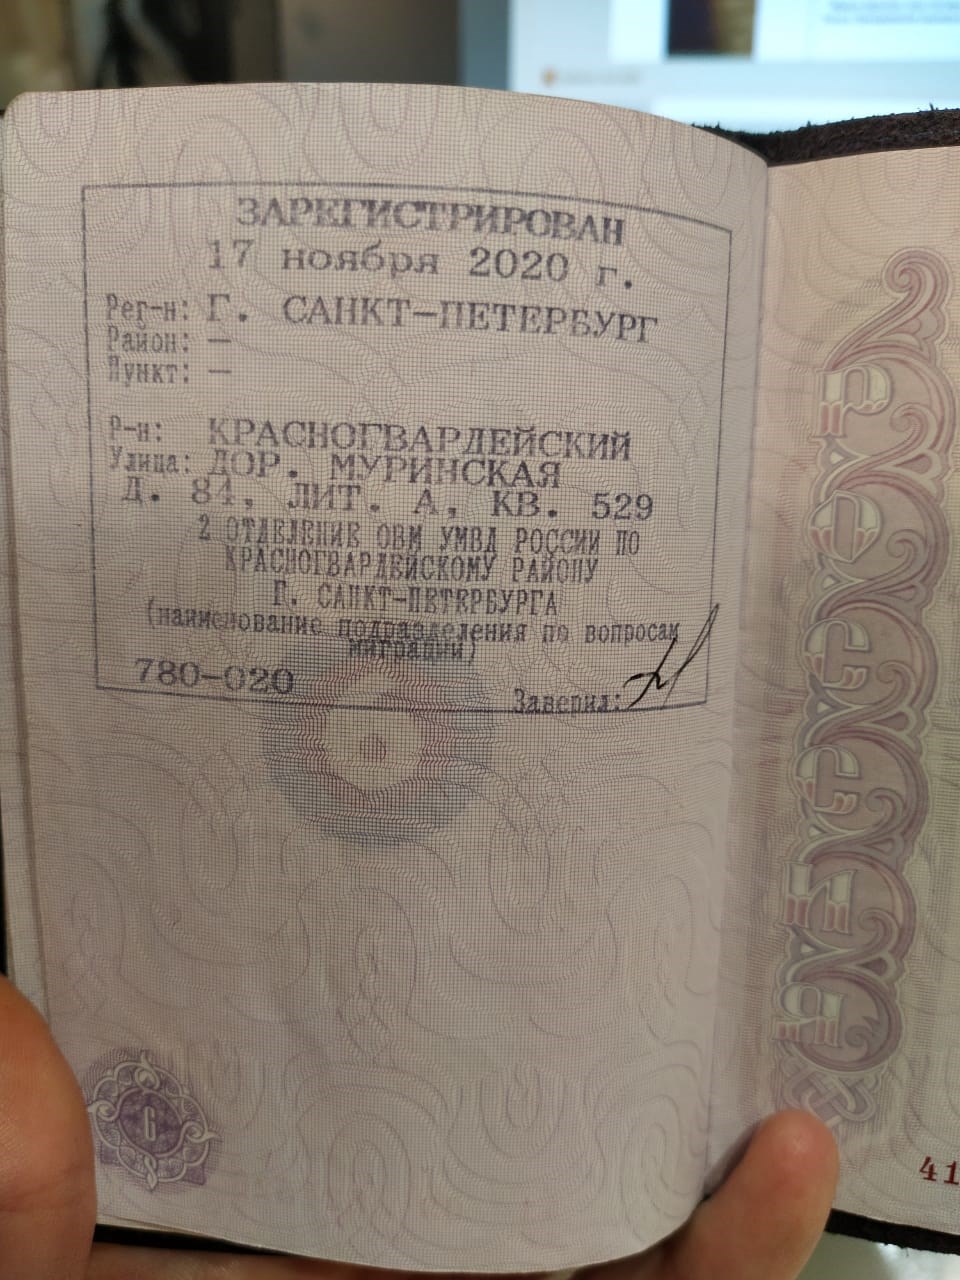 ЗАРЕГИСТРИРОВАН
17 ноября 2020 г.
Рег-н: Г. САНКТ-ПЕТЕРБУРГ
Район: —
Пункт: —
Р-н: КРАСНОГВАРДЕЙСКИЙ
Улица: ДОР. МУРИНСКАЯ
Д. 84, ЛИТ. А, КВ. 529
2 ОТДЕЛЕНИЕ ОВМ УМВД РОССИИ ПО
КРАСНОГВАРДЕЙСКОМУ РАЙОНУ
Г. САНКТ-ПЕТЕРБУРГА
(наименование подразделения по вопросам
миграции)
780-020
Заверил:
6
41